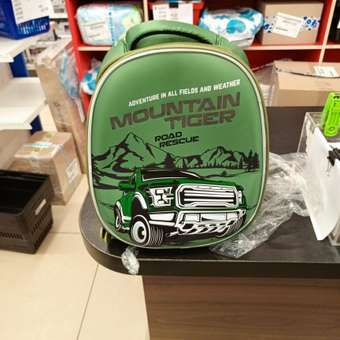 ADVENTURE IN ALL FIELDS AND WEATHER
MOUNTAIN
TIGER
ROAD
RESCUE